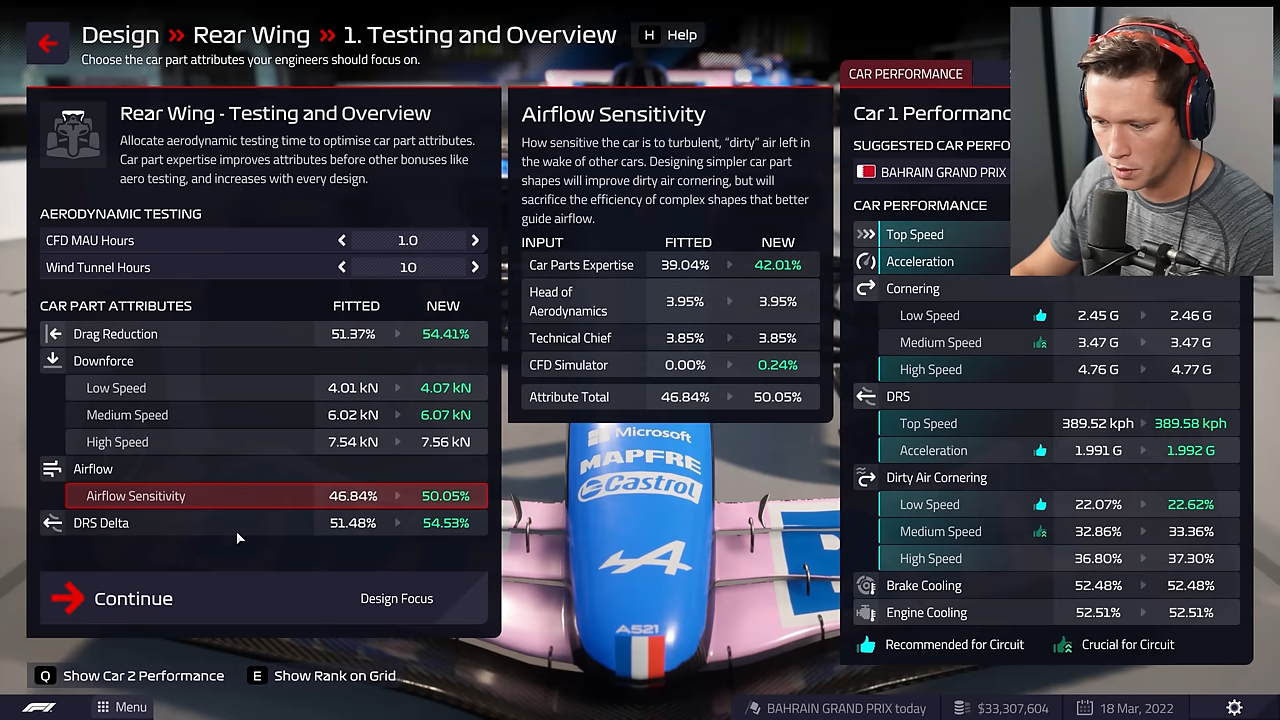 Design » Rear Wing » 1. Testing and Overview
H Help
Choose the car part attributes your engineers should focus on.
Rear Wing - Testing and Overview
Allocate aerodynamic testing time to optimise car part attributes.
Car part expertise improves attributes before other bonuses like
aero testing, and increases with every design.
AERODYNAMIC TESTING
CFD MAU Hours 1.0
Wind Tunnel Hours 10
CAR PART ATTRIBUTES FITTED NEW
Drag Reduction 51.37% 54.41%
Downforce
Low Speed 4.01 kN 4.07 kN
Medium Speed 6.02 kN 6.07 kN
High Speed 7.54 kN 7.56 kN
Airflow
Airflow Sensitivity 46.84% 50.05%
DRS Delta 51.48% 54.53%
Continue Design Focus
Airflow Sensitivity
How sensitive the car is to turbulent, “dirty” air left in
the wake of other cars. Designing simpler car part
shapes will improve dirty air cornering, but will
sacrifice the efficiency of complex shapes that better
guide airflow.
INPUT FITTED NEW
Car Parts Expertise 39.04% 42.01%
Head of
Aerodynamics 3.95% 3.95%
Technical Chief 3.85% 3.85%
CFD Simulator 0.00% 0.24%
Attribute Total 46.84% 50.05%
Microsoft
MAPFRE
Castrol
A521
CAR PERFORMANCE
Car 1 Performanc
SUGGESTED CAR PERFO
BAHRAIN GRAND PRIX
CAR PERFORMANCE
Top Speed
Acceleration
Cornering
Low Speed 2.45 G 2.46 G
Medium Speed 3.47 G 3.47 G
High Speed 4.76 G 4.77 G
DRS
Top Speed 389.52 kph 389.58 kph
Acceleration 1.991 G 1.992 G
Dirty Air Cornering
Low Speed 22.07% 22.62%
Medium Speed 32.86% 33.36%
High Speed 36.80% 37.30%
Brake Cooling 52.48% 52.48%
Engine Cooling 52.51% 52.51%
Recommended for Circuit Crucial for Circuit
Q Show Car 2 Performance E Show Rank on Grid
Menu
BAHRAIN GRAND PRIX today
$33,307,604
18 Mar, 2022